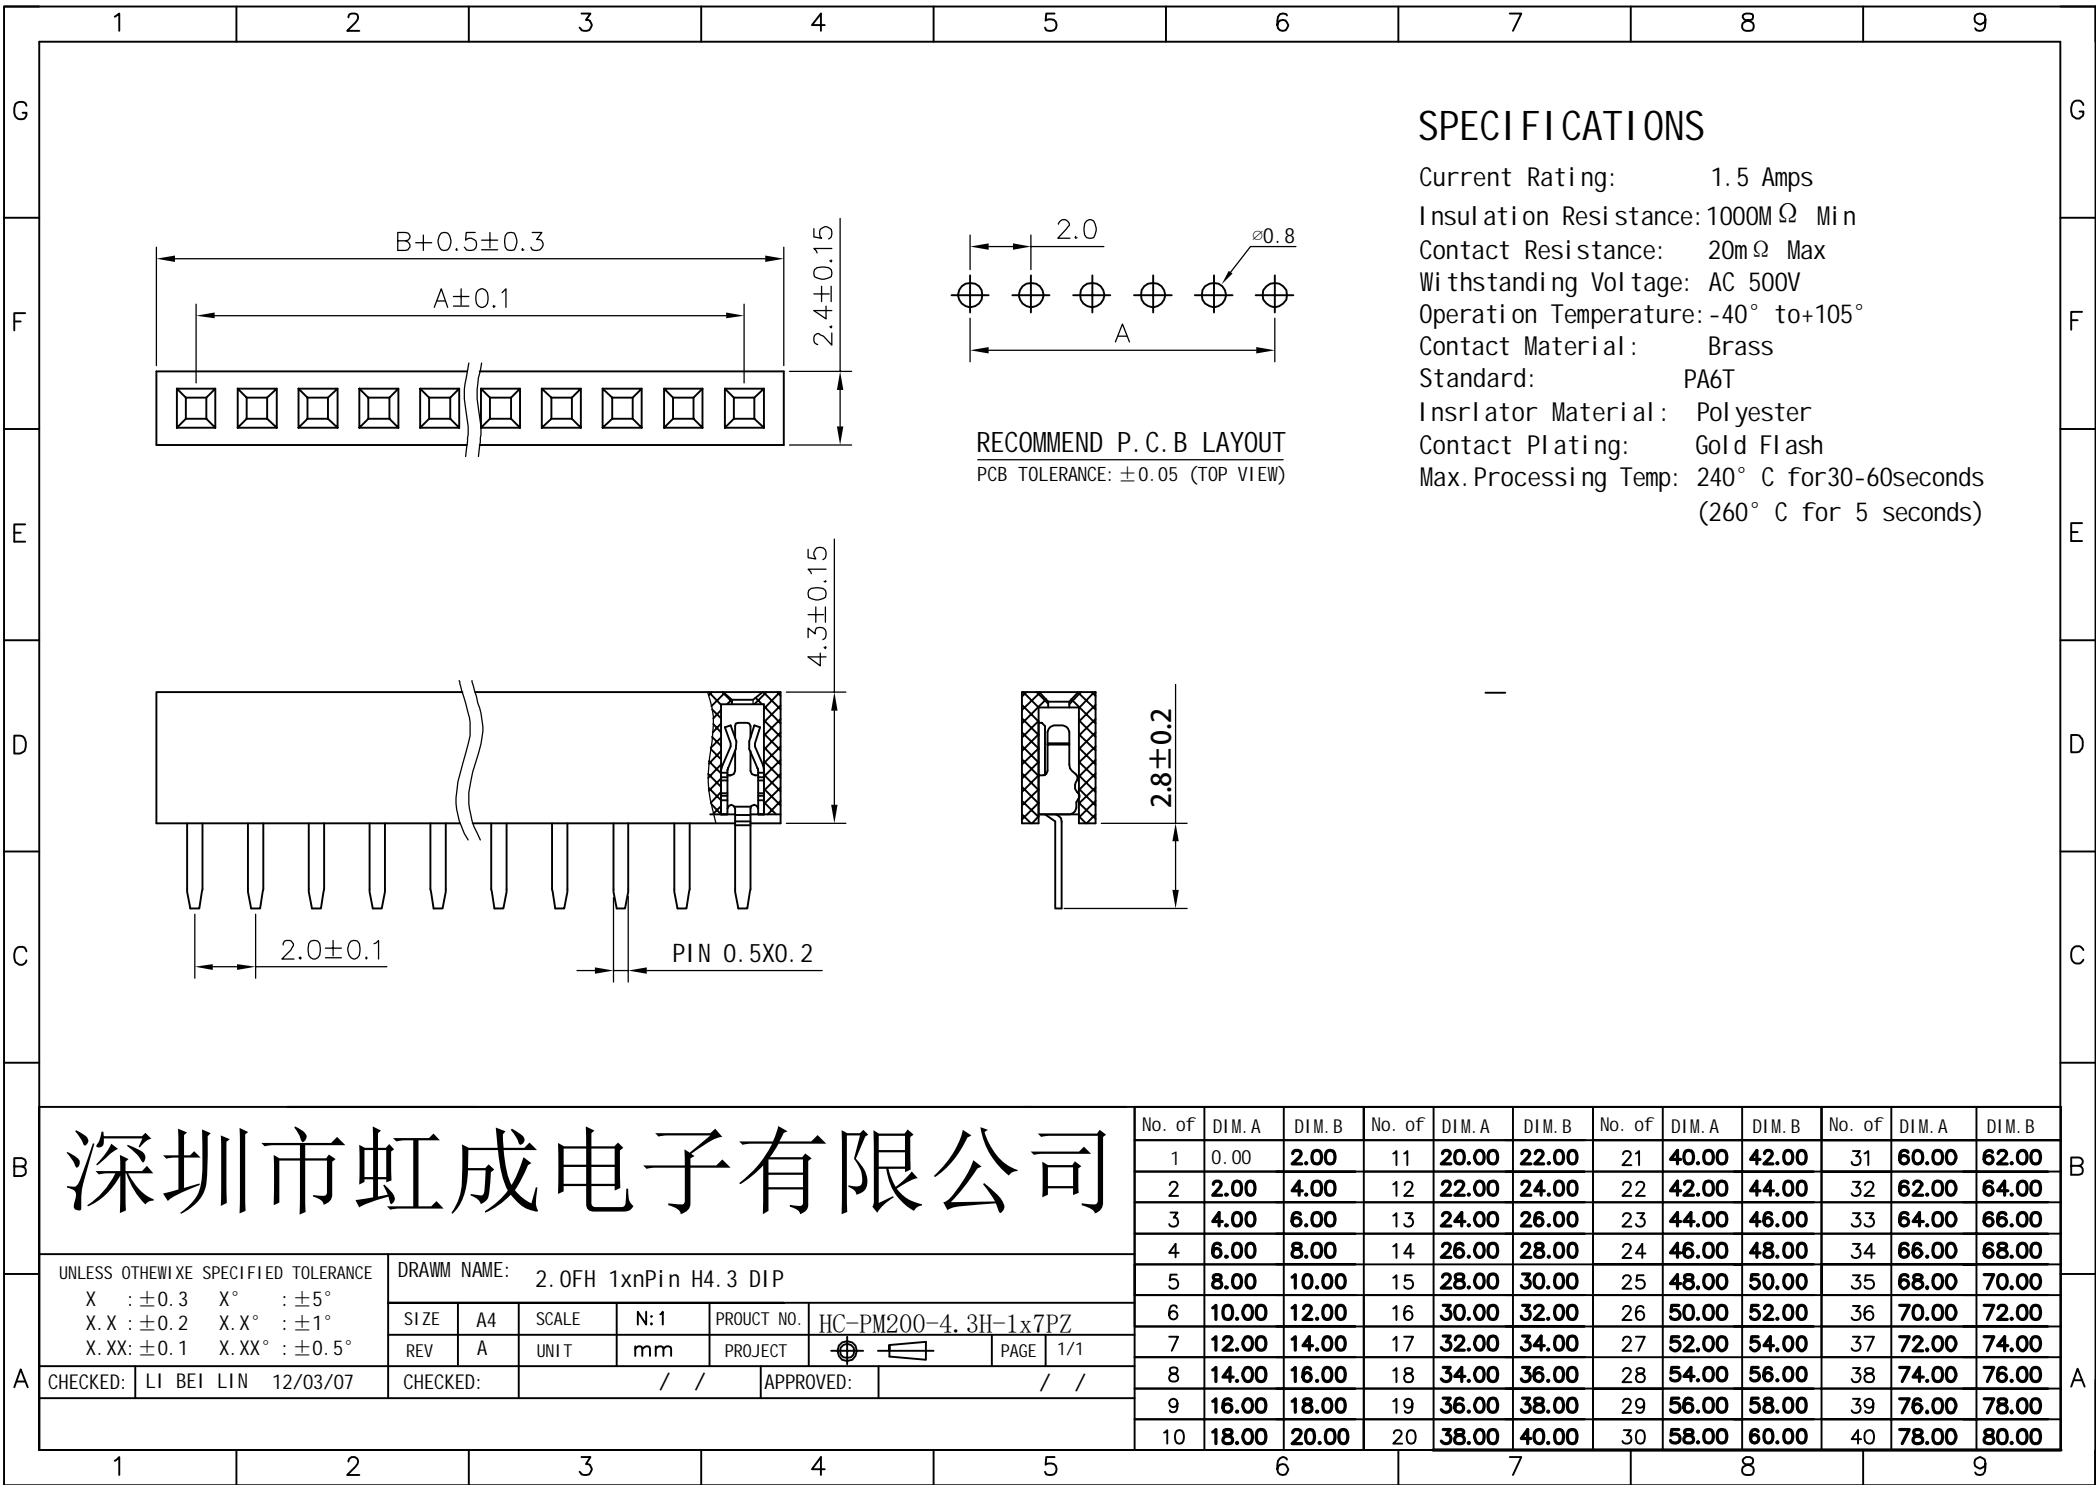 1 2 3 4 5 6 7 8 9
G G
F F
E E
D D
C C
B B
A A
B+0.5±0.3
A±0.1
2.4±0.15
2.0
⌀0.8
A
RECOMMEND P.C.B LAYOUT
PCB TOLERANCE: ±0.05 (TOP VIEW)
SPECIFICATIONS
Current Rating: 1.5 Amps
Insulation Resistance: 1000MΩ Min
Contact Resistance: 20mΩ Max
Withstanding Voltage: AC 500V
Operation Temperature: -40° to+105°
Contact Material: Brass
Standard: PA6T
Insrlator Material: Polyester
Contact Plating: Gold Flash
Max.Processing Temp: 240° C for30-60seconds
(260° C for 5 seconds)
4.3±0.15
2.8±0.2
2.0±0.1
PIN 0.5X0.2
深圳市虹成电子有限公司
UNLESS OTHEWIXE SPECIFIED TOLERANCE
X :±0.3 X° :±5°
X.X :±0.2 X.X° :±1°
X.XX:±0.1 X.XX° :±0.5°
DRAWM NAME: 2.0FH 1xnPin H4.3 DIP
SIZE A4 SCALE N:1 PROUCT NO. HC-PM200-4.3H-1x7PZ
REV A UNIT mm PROJECT PAGE 1/1
CHECKED: LI BEI LIN 12/03/07 CHECKED: / / APPROVED: / /
No. of DIM.A DIM.B No. of DIM.A DIM.B No. of DIM.A DIM.B No. of DIM.A DIM.B
1 0.00 2.00 11 20.00 22.00 21 40.00 42.00 31 60.00 62.00
2 2.00 4.00 12 22.00 24.00 22 42.00 44.00 32 62.00 64.00
3 4.00 6.00 13 24.00 26.00 23 44.00 46.00 33 64.00 66.00
4 6.00 8.00 14 26.00 28.00 24 46.00 48.00 34 66.00 68.00
5 8.00 10.00 15 28.00 30.00 25 48.00 50.00 35 68.00 70.00
6 10.00 12.00 16 30.00 32.00 26 50.00 52.00 36 70.00 72.00
7 12.00 14.00 17 32.00 34.00 27 52.00 54.00 37 72.00 74.00
8 14.00 16.00 18 34.00 36.00 28 54.00 56.00 38 74.00 76.00
9 16.00 18.00 19 36.00 38.00 29 56.00 58.00 39 76.00 78.00
10 18.00 20.00 20 38.00 40.00 30 58.00 60.00 40 78.00 80.00
1 2 3 4 5 6 7 8 9